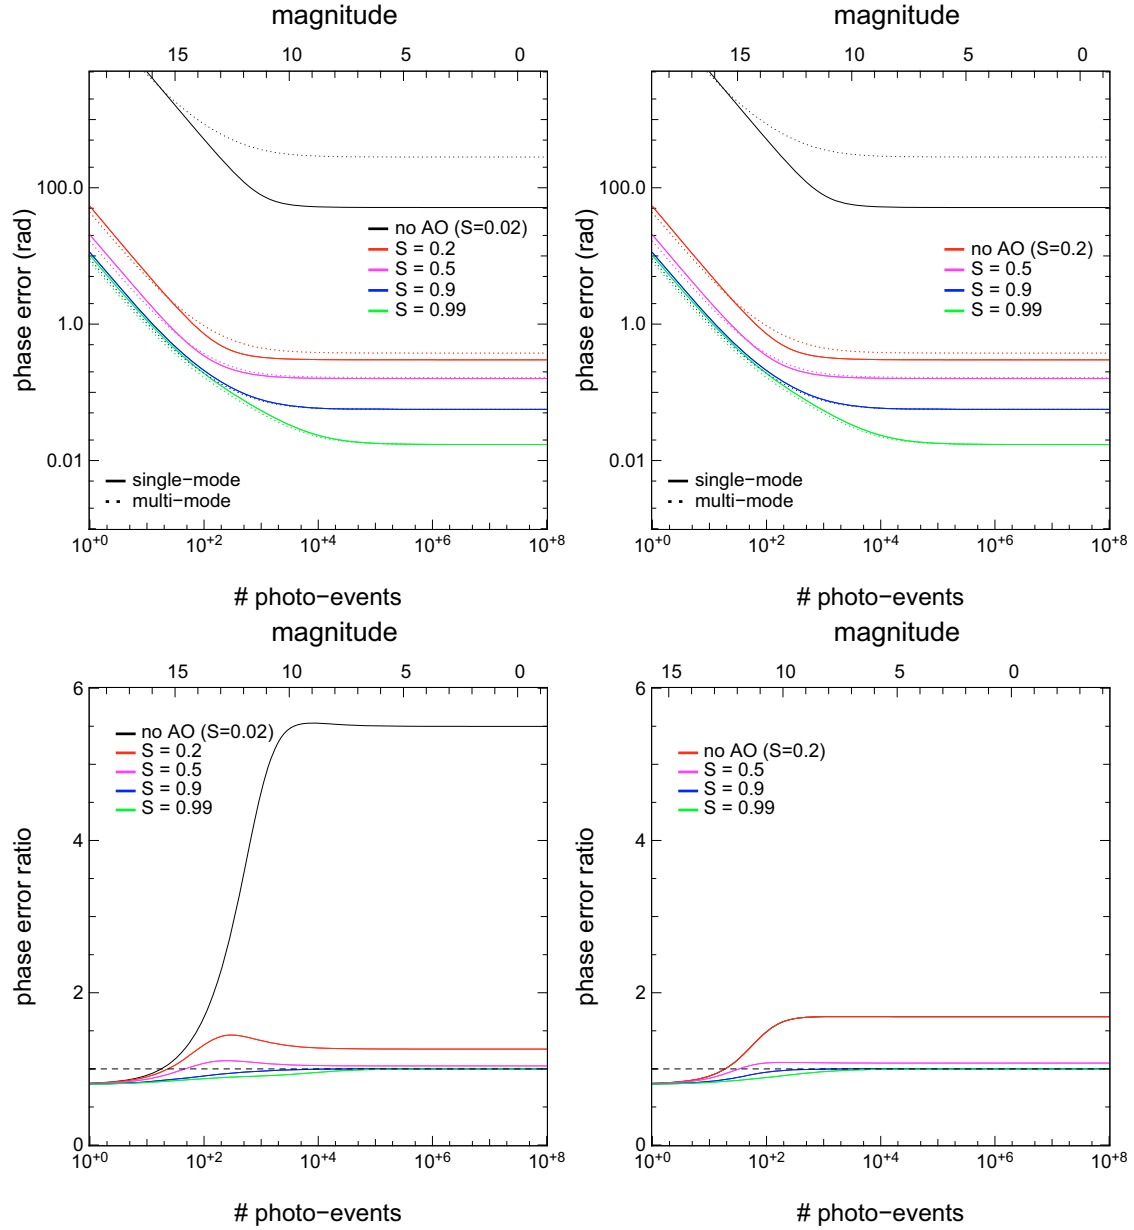 magnitude
15 10 5 0
phase error (rad)
100.0
1.0
0.01
no AO (S=0.02)
S = 0.2
S = 0.5
S = 0.9
S = 0.99
single−mode
multi−mode
10+0 10+2 10+4 10+6 10+8
# photo−events
magnitude
15 10 5 0
phase error (rad)
100.0
1.0
0.01
no AO (S=0.2)
S = 0.5
S = 0.9
S = 0.99
single−mode
multi−mode
10+0 10+2 10+4 10+6 10+8
# photo−events
magnitude
15 10 5 0
phase error ratio
6
4
2
0
no AO (S=0.02)
S = 0.2
S = 0.5
S = 0.9
S = 0.99
10+0 10+2 10+4 10+6 10+8
# photo−events
magnitude
15 10 5 0
phase error ratio
6
4
2
0
no AO (S=0.2)
S = 0.5
S = 0.9
S = 0.99
10+0 10+2 10+4 10+6 10+8
# photo−events